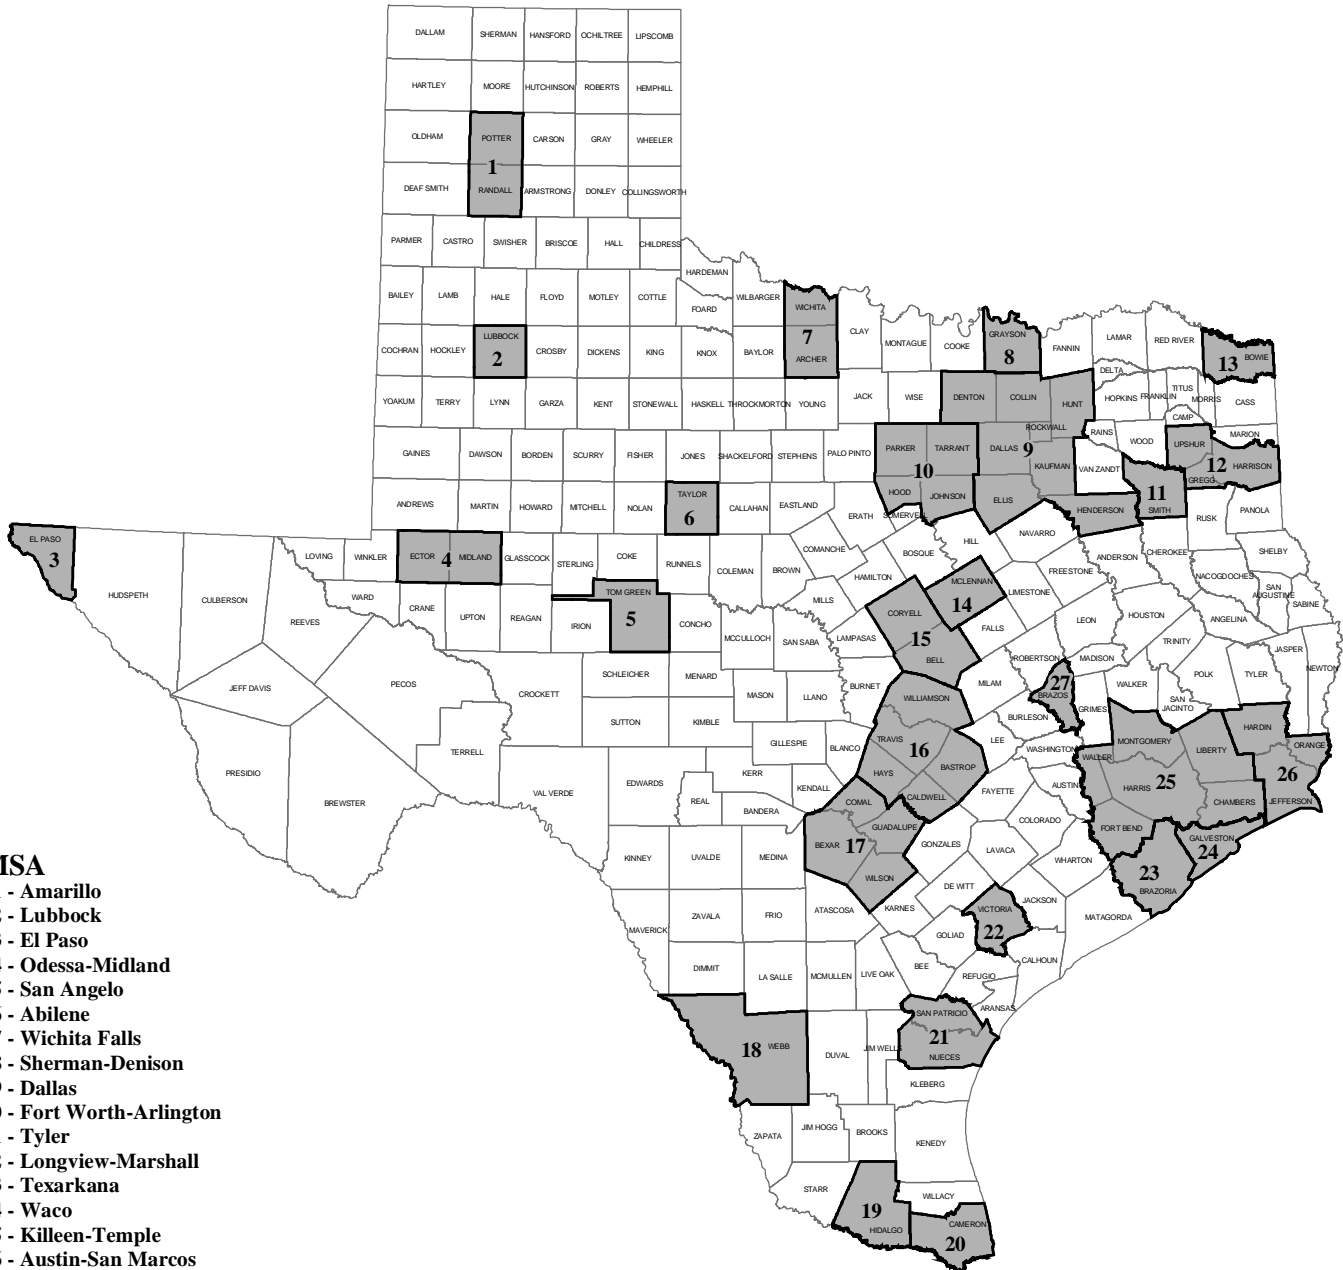 DALLAM SHERMAN HANSFORD OCHILTREE LIPSCOMB
HARTLEY MOORE HUTCHINSON ROBERTS HEMPHILL
OLDHAM POTTER CARSON GRAY WHEELER
1
DEAF SMITH RANDALL ARMSTRONG DONLEY COLLINGSWORTH
PARMER CASTRO SWISHER BRISCOE HALL CHILDRESS
HARDEMAN
BAILEY LAMB HALE FLOYD MOTLEY COTTLE FOARD WILBARGER WICHITA
CLAY
COCHRAN HOCKLEY LUBBOCK CROSBY DICKENS KING KNOX BAYLOR ARCHER MONTAGUE COOKE GRAYSON FANNIN LAMAR RED RIVER BOWIE
2 7 8 13
DELTA
YOAKUM TERRY LYNN GARZA KENT STONEWALL HASKELL THROCKMORTON YOUNG JACK WISE DENTON COLLIN HUNT HOPKINS FRANKLIN TITUS MORRIS CASS
CAMP
ROCKWALL RAINS WOOD UPSHUR MARION
GAINES DAWSON BORDEN SCURRY FISHER JONES SHACKELFORD STEPHENS PALO PINTO PARKER TARRANT DALLAS KAUFMAN VAN ZANDT GREGG HARRISON
10 9 12
ANDREWS MARTIN HOWARD MITCHELL NOLAN TAYLOR CALLAHAN EASTLAND ERATH HOOD JOHNSON ELLIS HENDERSON SMITH RUSK PANOLA
6 11
SOMERVELL
EL PASO HUDSPETH CULBERSON LOVING WINKLER ECTOR MIDLAND GLASSCOCK STERLING COKE RUNNELS COLEMAN BROWN COMANCHE BOSQUE HILL NAVARRO ANDERSON CHEROKEE SHELBY
3 4
WARD CRANE UPTON REAGAN IRION TOM GREEN CONCHO MILLS HAMILTON MCLENNAN LIMESTONE FREESTONE NACOGDOCHES SAN AUGUSTINE SABINE
5 14
REEVES MCCULLOCH SAN SABA LAMPASAS CORYELL BELL FALLS LEON HOUSTON ANGELINA TRINITY
15
JEFF DAVIS PECOS CROCKETT SCHLEICHER MENARD MASON LLANO BURNET WILLIAMSON MILAM ROBERTSON MADISON WALKER POLK TYLER JASPER NEWTON
27
BRAZOS GRIMES SAN JACINTO
SUTTON KIMBLE BURLESON HARDIN
TERRELL GILLESPIE BLANCO TRAVIS LEE WASHINGTON MONTGOMERY LIBERTY ORANGE
16
PRESIDIO BREWSTER VAL VERDE EDWARDS KERR KENDALL HAYS BASTROP WALLER HARRIS CHAMBERS JEFFERSON
25 26
REAL BANDERA COMAL CALDWELL FAYETTE AUSTIN
COLORADO FORT BEND GALVESTON
KINNEY UVALDE MEDINA BEXAR GUADALUPE WILSON GONZALES LAVACA WHARTON BRAZORIA
17 23 24
MAVERICK ZAVALA FRIO ATASCOSA KARNES DE WITT VICTORIA JACKSON MATAGORDA
22
DIMMIT LA SALLE MCMULLEN LIVE OAK BEE GOLIAD REFUGIO CALHOUN
ARANSAS
SAN PATRICIO
WEBB DUVAL JIM WELLS NUECES
18 21
KLEBERG
ZAPATA JIM HOGG BROOKS KENEDY
STARR HIDALGO WILLACY CAMERON
19 20
MSA
- Amarillo
- Lubbock
- El Paso
- Odessa-Midland
- San Angelo
- Abilene
- Wichita Falls
- Sherman-Denison
- Dallas
- Fort Worth-Arlington
- Tyler
- Longview-Marshall
- Texarkana
- Waco
- Killeen-Temple
- Austin-San Marcos